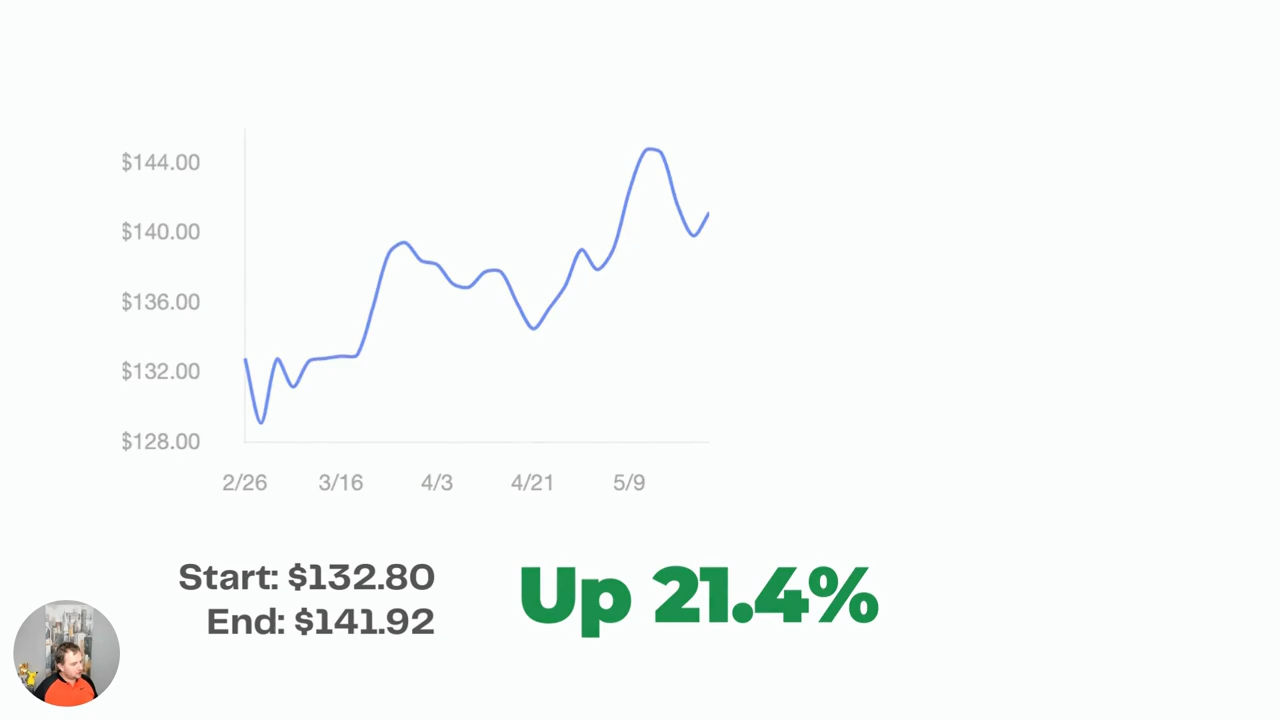 $144.00
$140.00
$136.00
$132.00
$128.00
2/26 3/16 4/3 4/21 5/9
Start: $132.80
End: $141.92
Up 21.4%